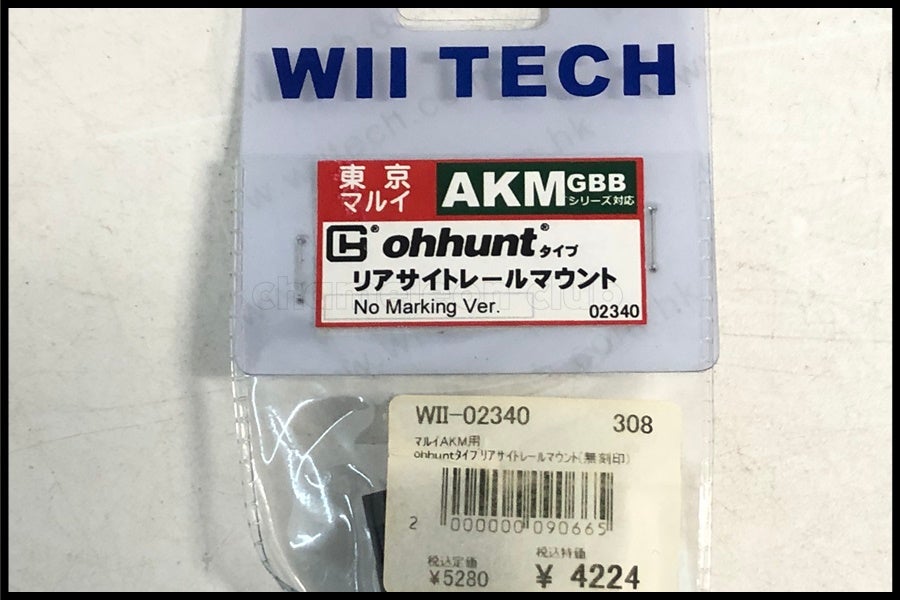 WII TECH
東京
マルイ
AKM GBB
シリーズ対応
ohhunt® タイプ
リアサイトレールマウント
No Marking Ver.
02340
chamaeleon club
WII-02340
308
マルイAKM用
ohhuntタイプリアサイトレールマウント(無刻印)
2 000000 090665
税込定価
¥5280
税込特価
¥ 4224